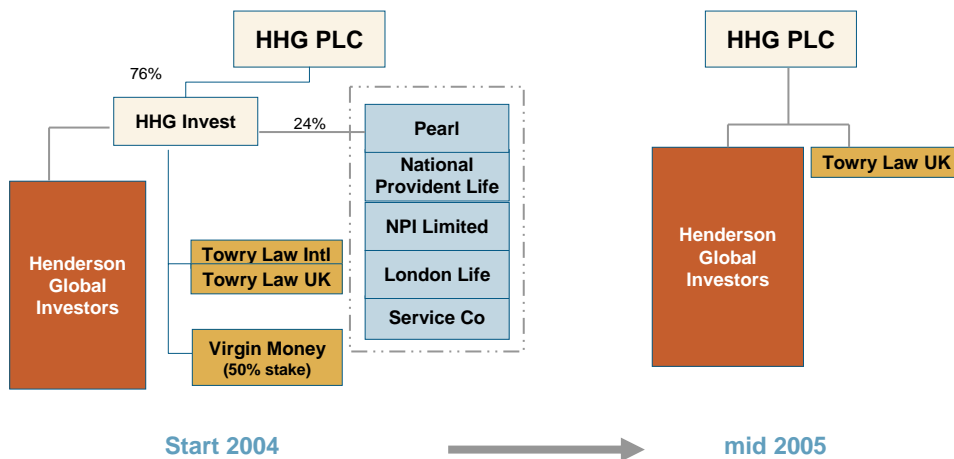 HHG PLC
76%
HHG Invest
24%
Pearl
National
Provident Life
NPI Limited
London Life
Service Co
Henderson
Global
Investors
Towry Law Intl
Towry Law UK
Virgin Money
(50% stake)
Start 2004
HHG PLC
Towry Law UK
Henderson
Global
Investors
mid 2005